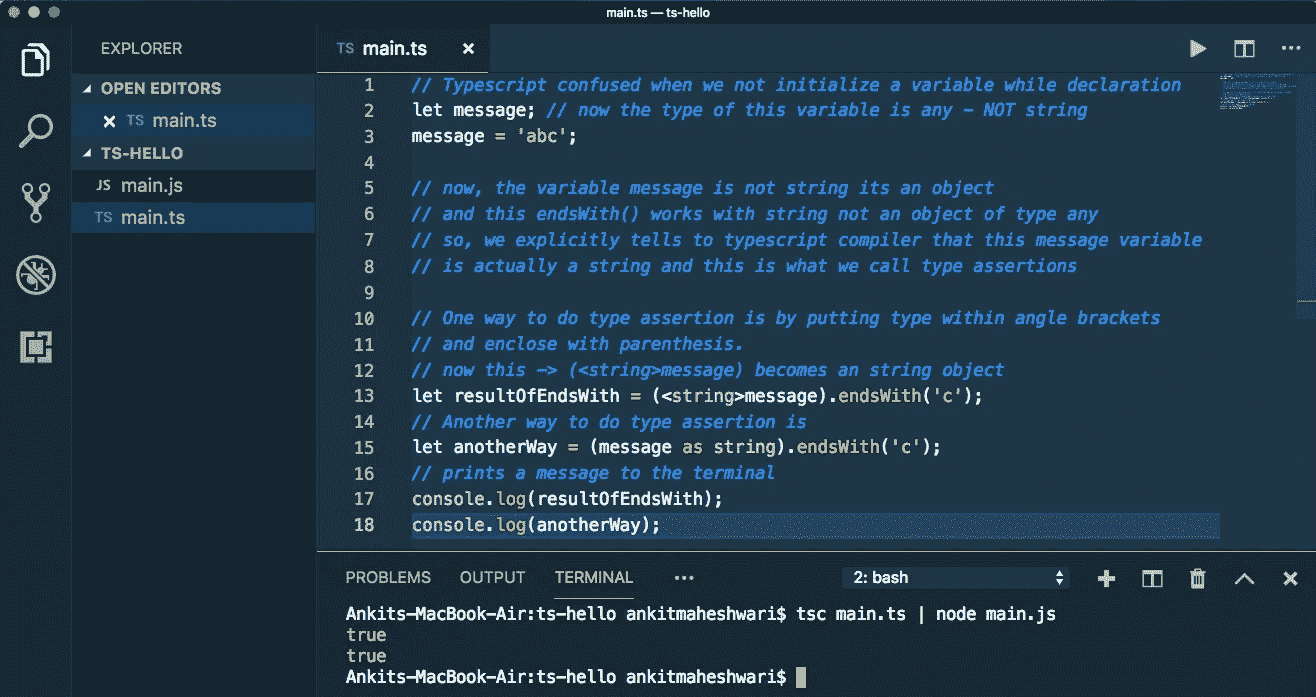 main.ts — ts-hello
EXPLORER
OPEN EDITORS
TS main.ts
TS-HELLO
JS main.js
TS main.ts
TS main.ts
1 // Typescript confused when we not initialize a variable while declaration
2 let message; // now the type of this variable is any - NOT string
3 message = 'abc';
4
5 // now, the variable message is not string its an object
6 // and this endsWith() works with string not an object of type any
7 // so, we explicitly tells to typescript compiler that this message variable
8 // is actually a string and this is what we call type assertions
9
10 // One way to do type assertion is by putting type within angle brackets
11 // and enclose with parenthesis.
12 // now this -> (<string>message) becomes an string object
13 let resultOfEndsWith = (<string>message).endsWith('c');
14 // Another way to do type assertion is
15 let anotherWay = (message as string).endsWith('c');
16 // prints a message to the terminal
17 console.log(resultOfEndsWith);
18 console.log(anotherWay);
PROBLEMS OUTPUT TERMINAL ••• 2: bash
Ankits-MacBook-Air:ts-hello ankitmaheshwari$ tsc main.ts | node main.js
true
true
Ankits-MacBook-Air:ts-hello ankitmaheshwari$